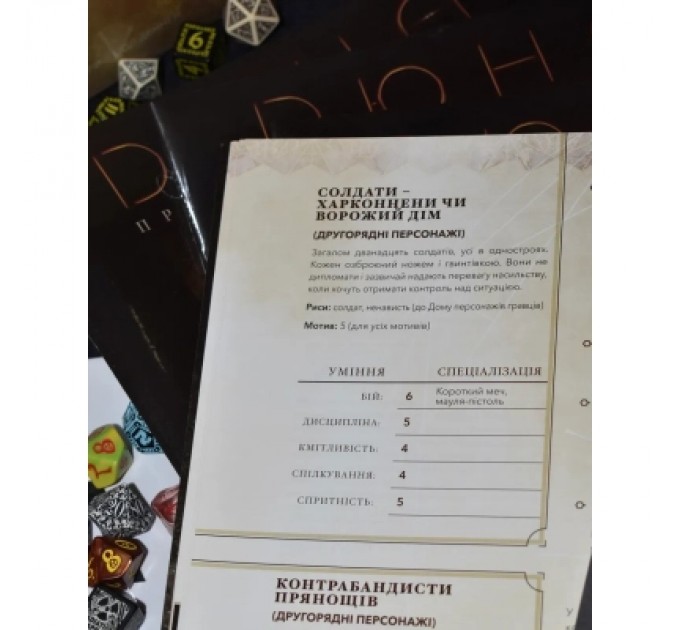 ДЮН
ДЮН
СОЛДАТИ –
ХАРКОННЕНИ ЧИ
ВОРОЖИЙ ДІМ
(ДРУГОРЯДНІ ПЕРСОНАЖІ)
Загалом дванадцять солдатів, усі в одностроях.
Кожен озброєний ножем і гвинтівкою. Вони не
дипломати і зазвичай надають перевагу насильству,
коли хочуть отримати контроль над ситуацією.
Риси: солдат, ненависть (до Дому персонажів гравців)
Мотив: 5 (для усіх мотивів)
УМІННЯ СПЕЦІАЛІЗАЦІЯ
БІЙ: 6 Короткий меч,
мауля-пістоль
ДИСЦИПЛІНА: 5
КМІТЛИВІСТЬ: 4
СПІЛКУВАННЯ: 4
СПРИТНІСТЬ: 5
КОНТРАБАНДИСТИ
ПРЯНОЩІВ
(ДРУГОРЯДНІ ПЕРСОНАЖІ)
6
8
8